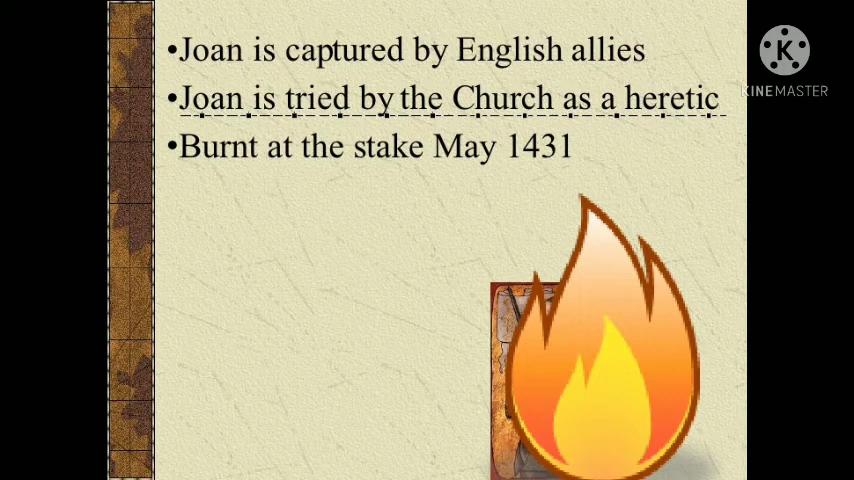 •Joan is captured by English allies
•Joan is tried by the Church as a heretic
•Burnt at the stake May 1431
K
KINEMASTER